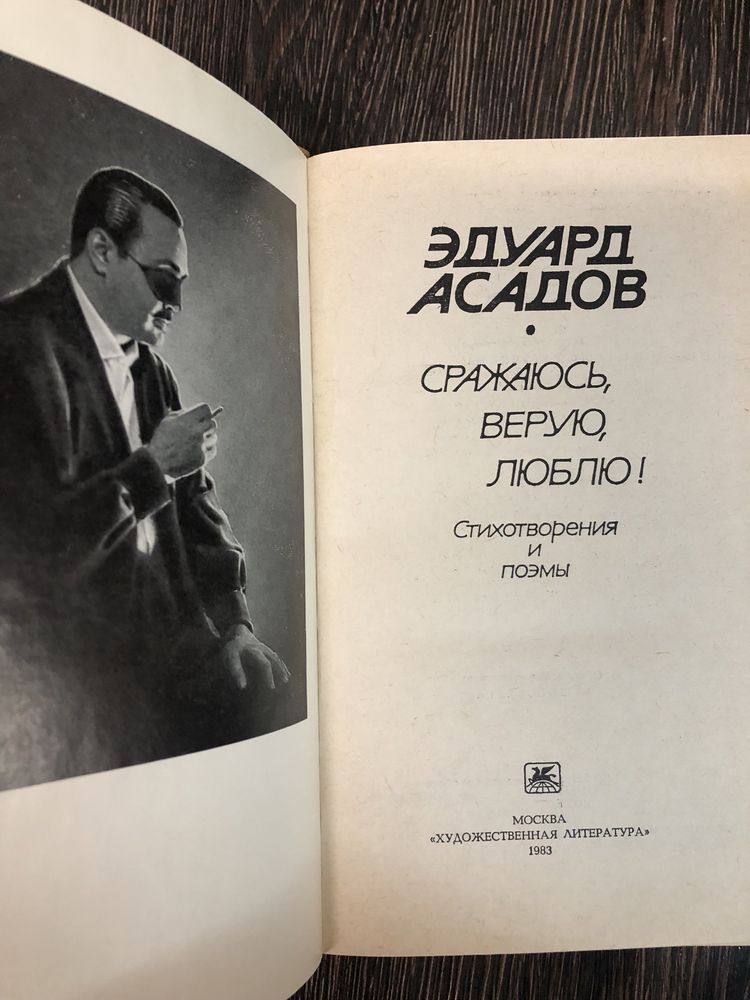 ЭДУАРД
АСАДОВ
•
СРАЖАЮСЬ,
ВЕРУЮ,
ЛЮБЛЮ!
Стихотворения
и
поэмы
МОСКВА
«ХУДОЖЕСТВЕННАЯ ЛИТЕРАТУРА»
1983